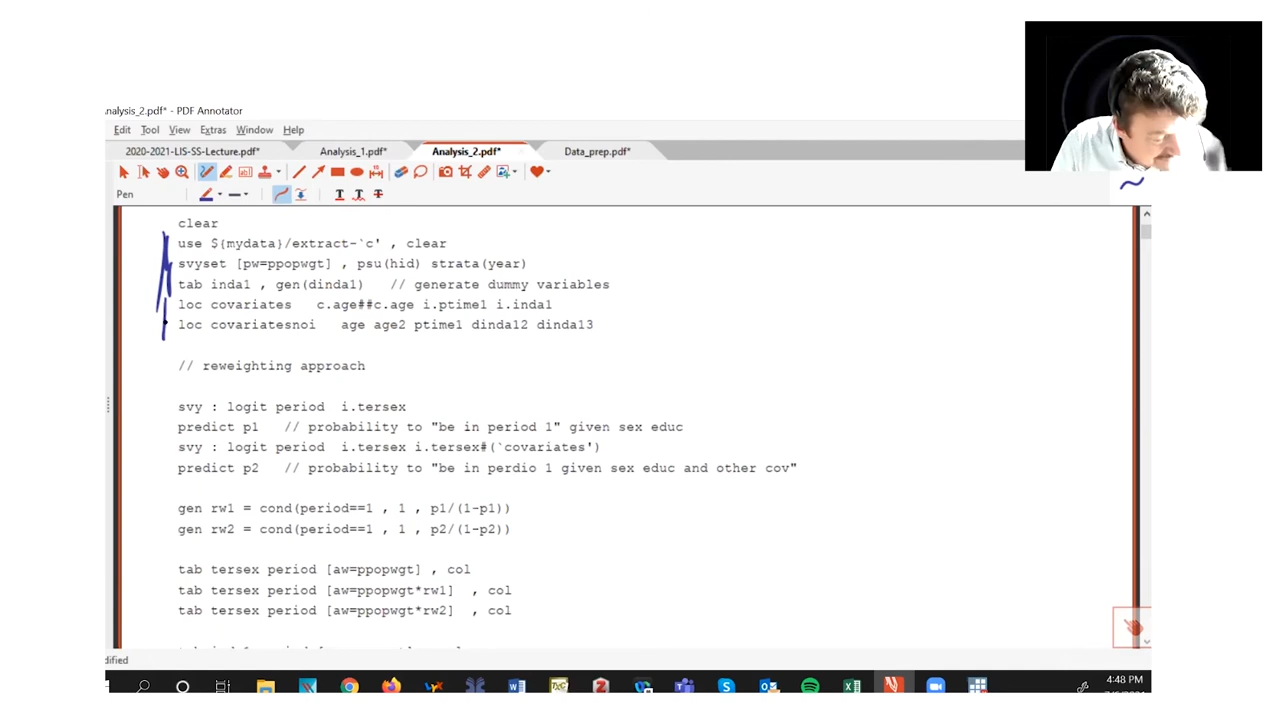 nalysis_2.pdf* - PDF Annotator
Edit Tool View Extras Window Help
2020-2021-LIS-SS-Lecture.pdf* Analysis_1.pdf* Analysis_2.pdf* Data_prep.pdf*
Pen
clear
use ${mydata}/extract-`c' , clear
svyset [pw=ppopwgt] , psu(hid) strata(year)
tab inda1 , gen(dinda1) // generate dummy variables
loc covariates c.age##c.age i.ptime1 i.inda1
loc covariatesnoi age age2 ptime1 dinda12 dinda13
// reweighting approach
svy : logit period i.tersex
predict p1 // probability to "be in period 1" given sex educ
svy : logit period i.tersex i.tersex#(`covariates')
predict p2 // probability to "be in perdio 1 given sex educ and other cov"
gen rw1 = cond(period==1 , 1 , p1/(1-p1))
gen rw2 = cond(period==1 , 1 , p2/(1-p2))
tab tersex period [aw=ppopwgt] , col
tab tersex period [aw=ppopwgt*rw1] , col
tab tersex period [aw=ppopwgt*rw2] , col
dified
4:48 PM